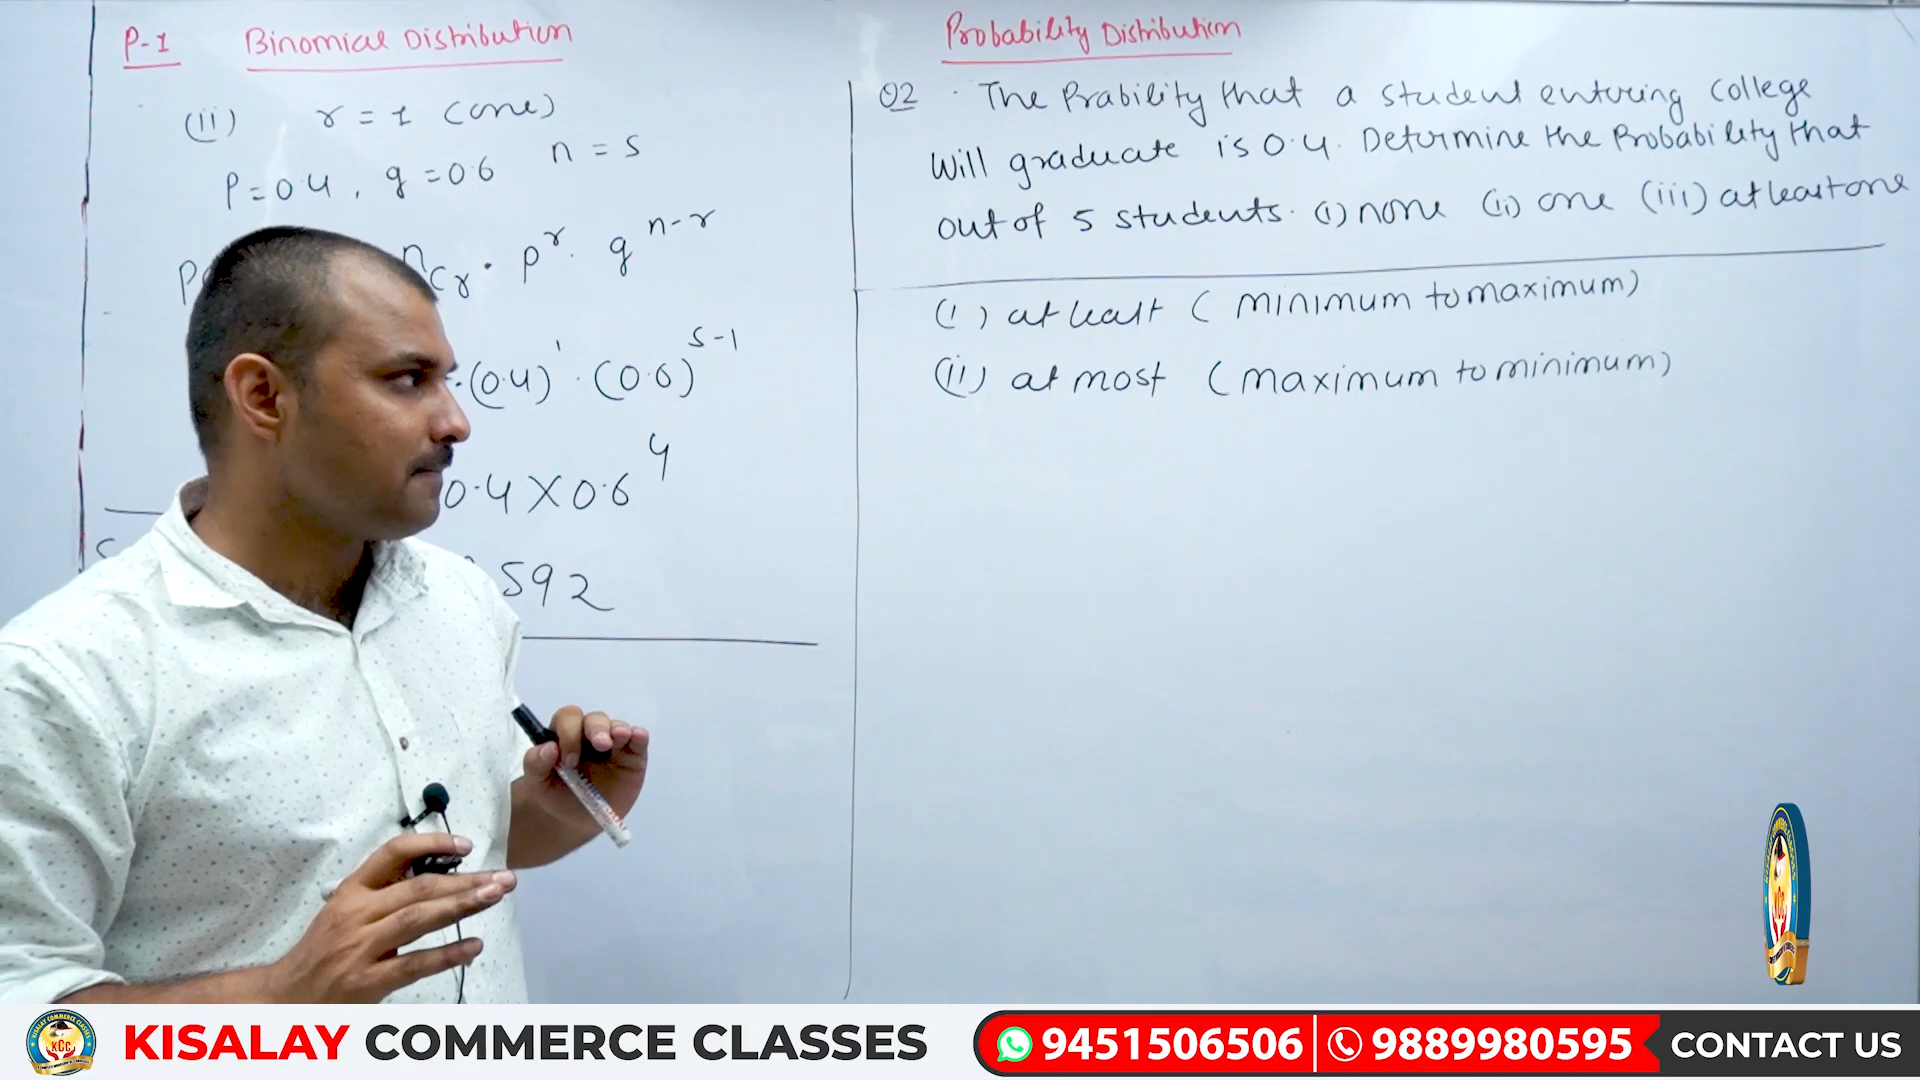 P-1 Binomial Distribution
(ii) r = 1 (one)
P = 0.4, q = 0.6 n = 5
P nCr · p^r · q^n-r
·(0.4)^1 · (0.6)^5-1
0.4 X 0.6^4
592
Probability Distribution
Q2 · The Prability that a student entering college
will graduate is 0.4. Determine the Probability that
out of 5 students. (i) none (ii) one (iii) at least one
(i) at least (minimum to maximum)
(ii) at most (maximum to minimum)
KCC
KISALAY COMMERCE CLASSES
9451506506
9889980595
CONTACT US